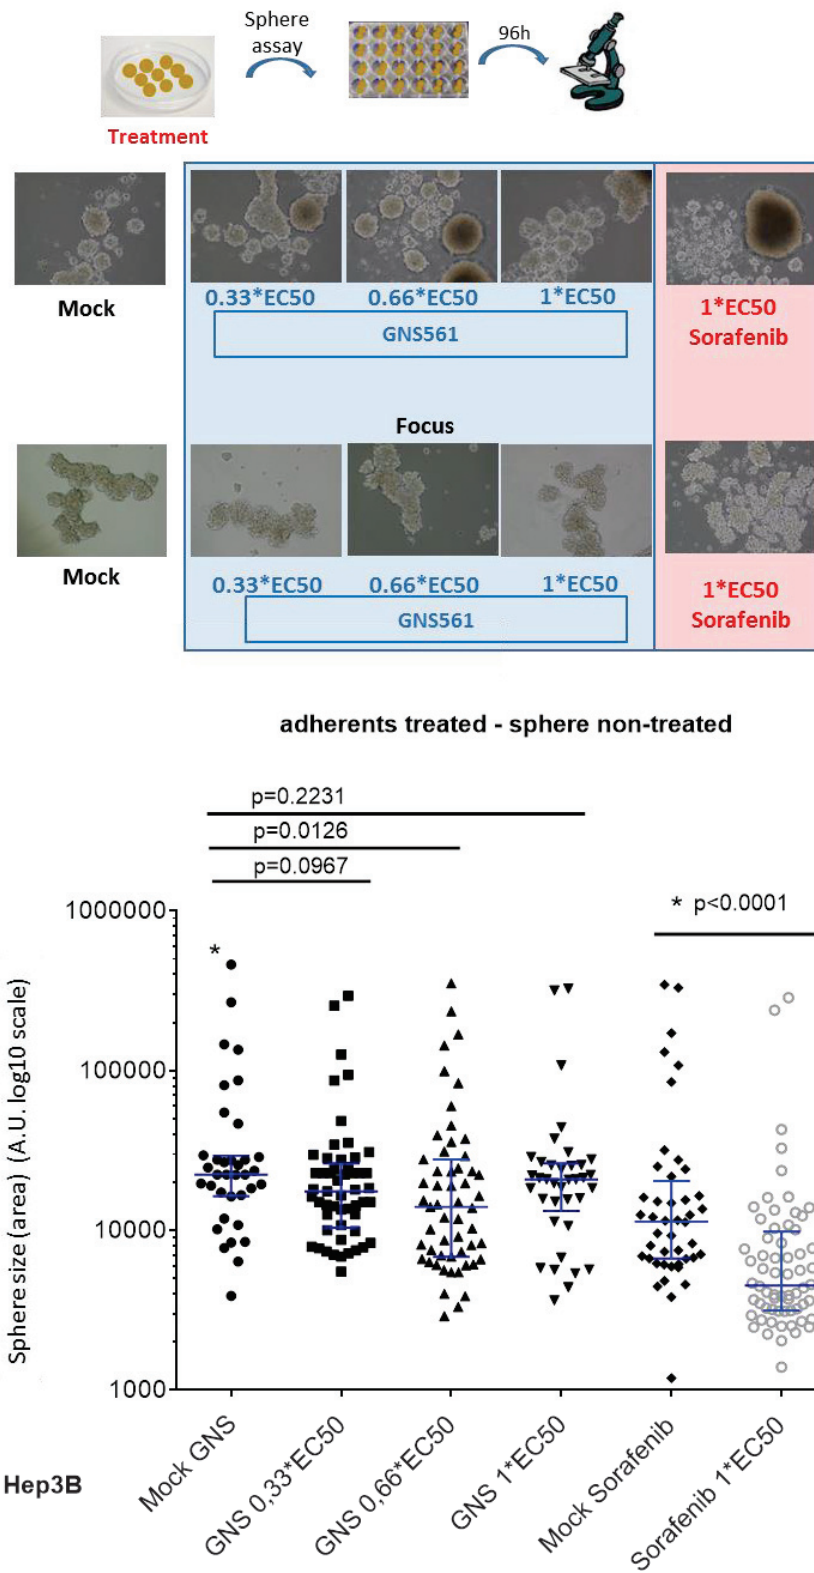 Sphere
assay
96h
Treatment
Mock
0.33*EC50
0.66*EC50
1*EC50
GNS561
1*EC50
Sorafenib
Focus
Mock
0.33*EC50
0.66*EC50
1*EC50
GNS561
1*EC50
Sorafenib
adherents treated - sphere non-treated
p=0.2231
p=0.0126
p=0.0967
* p<0.0001
*
Sphere size (area) (A.U. log10 scale)
1000000
100000
10000
1000
Mock GNS
GNS 0,33*EC50
GNS 0,66*EC50
GNS 1*EC50
Mock Sorafenib
Sorafenib 1*EC50
Hep3B